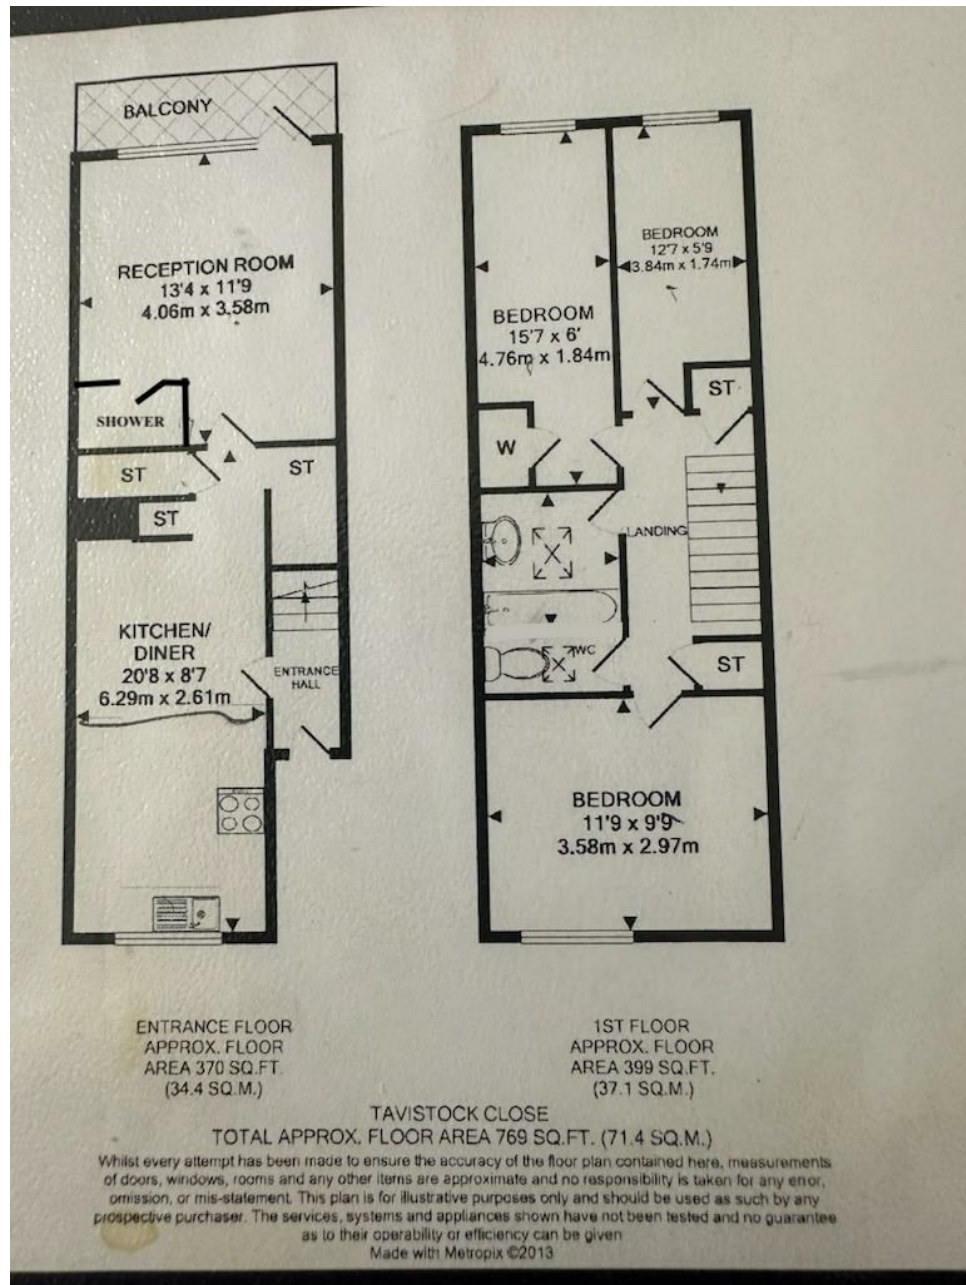 BALCONY
RECEPTION ROOM
13'4 x 11'9
4.06m x 3.58m
SHOWER
ST
ST
ST
KITCHEN/
DINER
20'8 x 8'7
6.29m x 2.61m
ENTRANCE
HALL
BEDROOM
12'7 x 5'9
3.84m x 1.74m
BEDROOM
15'7 x 6'
4.76m x 1.84m
ST
W
LANDING
WC
ST
BEDROOM
11'9 x 9'9
3.58m x 2.97m
ENTRANCE FLOOR
APPROX. FLOOR
AREA 370 SQ.FT.
(34.4 SQ.M.)
1ST FLOOR
APPROX. FLOOR
AREA 399 SQ.FT.
(37.1 SQ.M.)
TAVISTOCK CLOSE
TOTAL APPROX. FLOOR AREA 769 SQ.FT. (71.4 SQ.M.)
Whilst every attempt has been made to ensure the accuracy of the floor plan contained here, measurements
of doors, windows, rooms and any other items are approximate and no responsibility is taken for any error,
omission, or mis-statement. This plan is for illustrative purposes only and should be used as such by any
prospective purchaser. The services, systems and appliances shown have not been tested and no guarantee
as to their operability or efficiency can be given
Made with Metropix ©2013